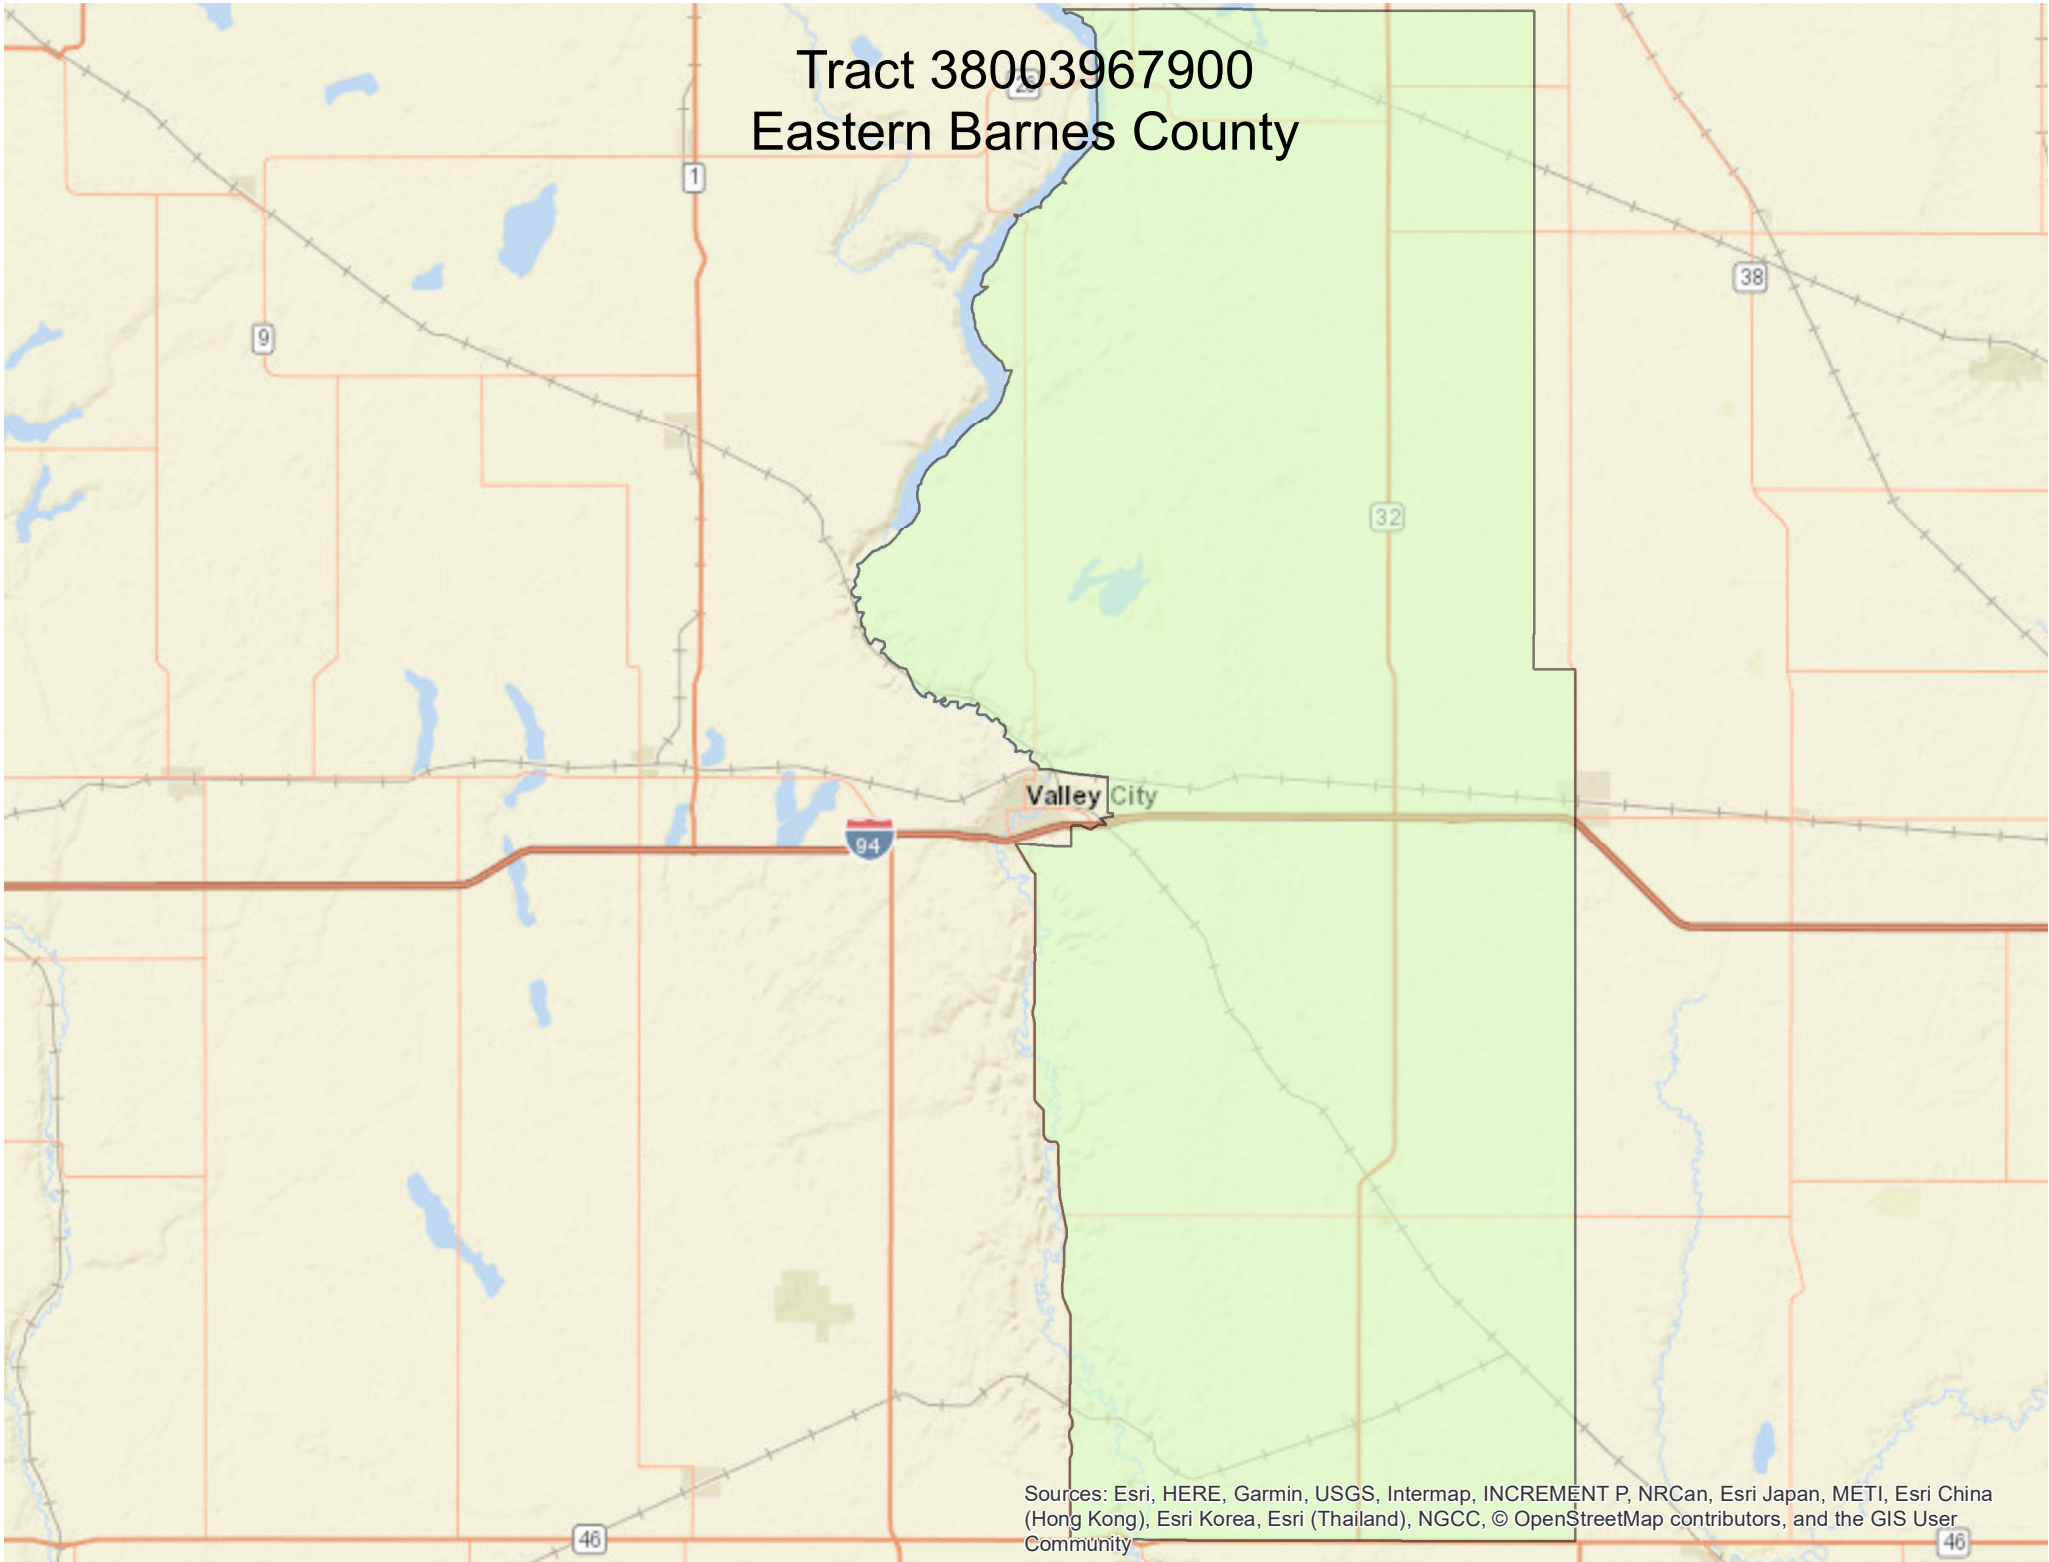 Tract 38003967900
26
Eastern Barnes County
1
38
9
32
Valley City
94
Sources: Esri, HERE, Garmin, USGS, Intermap, INCREMENT P, NRCan, Esri Japan, METI, Esri China
(Hong Kong), Esri Korea, Esri (Thailand), NGCC, © OpenStreetMap contributors, and the GIS User
Community
46
46